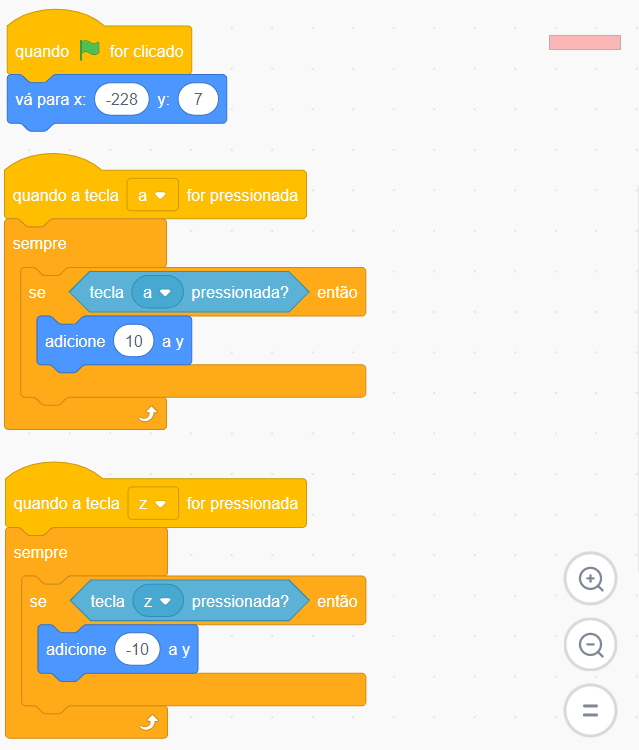 quando for clicado
vá para x: -228 y: 7
quando a tecla a for pressionada
sempre
se tecla a pressionada? então
adicione 10 a y
quando a tecla z for pressionada
sempre
se tecla z pressionada? então
adicione -10 a y